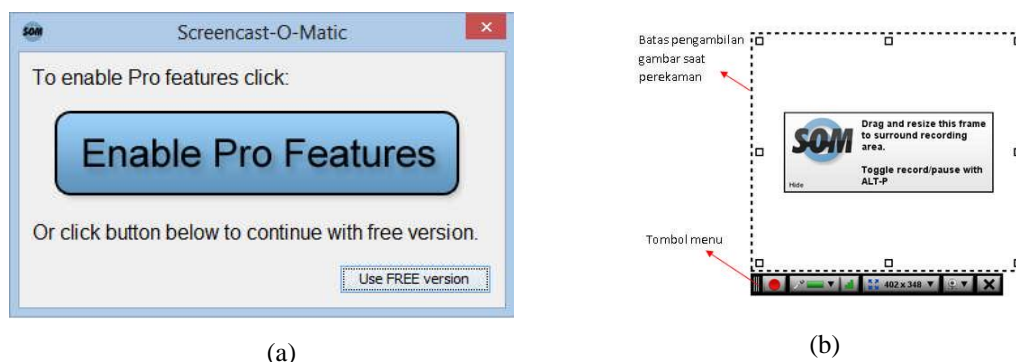 SOM
Screencast-O-Matic
To enable Pro features click:
Enable Pro Features
Or click button below to continue with free version.
Use FREE version
(a)
Batas pengambilan
gambar saat
perekaman
SOM
Drag and resize this frame
to surround recording
area.
Toggle record/pause with
ALT-P
Hide
Tombol menu
402 x 348
(b)